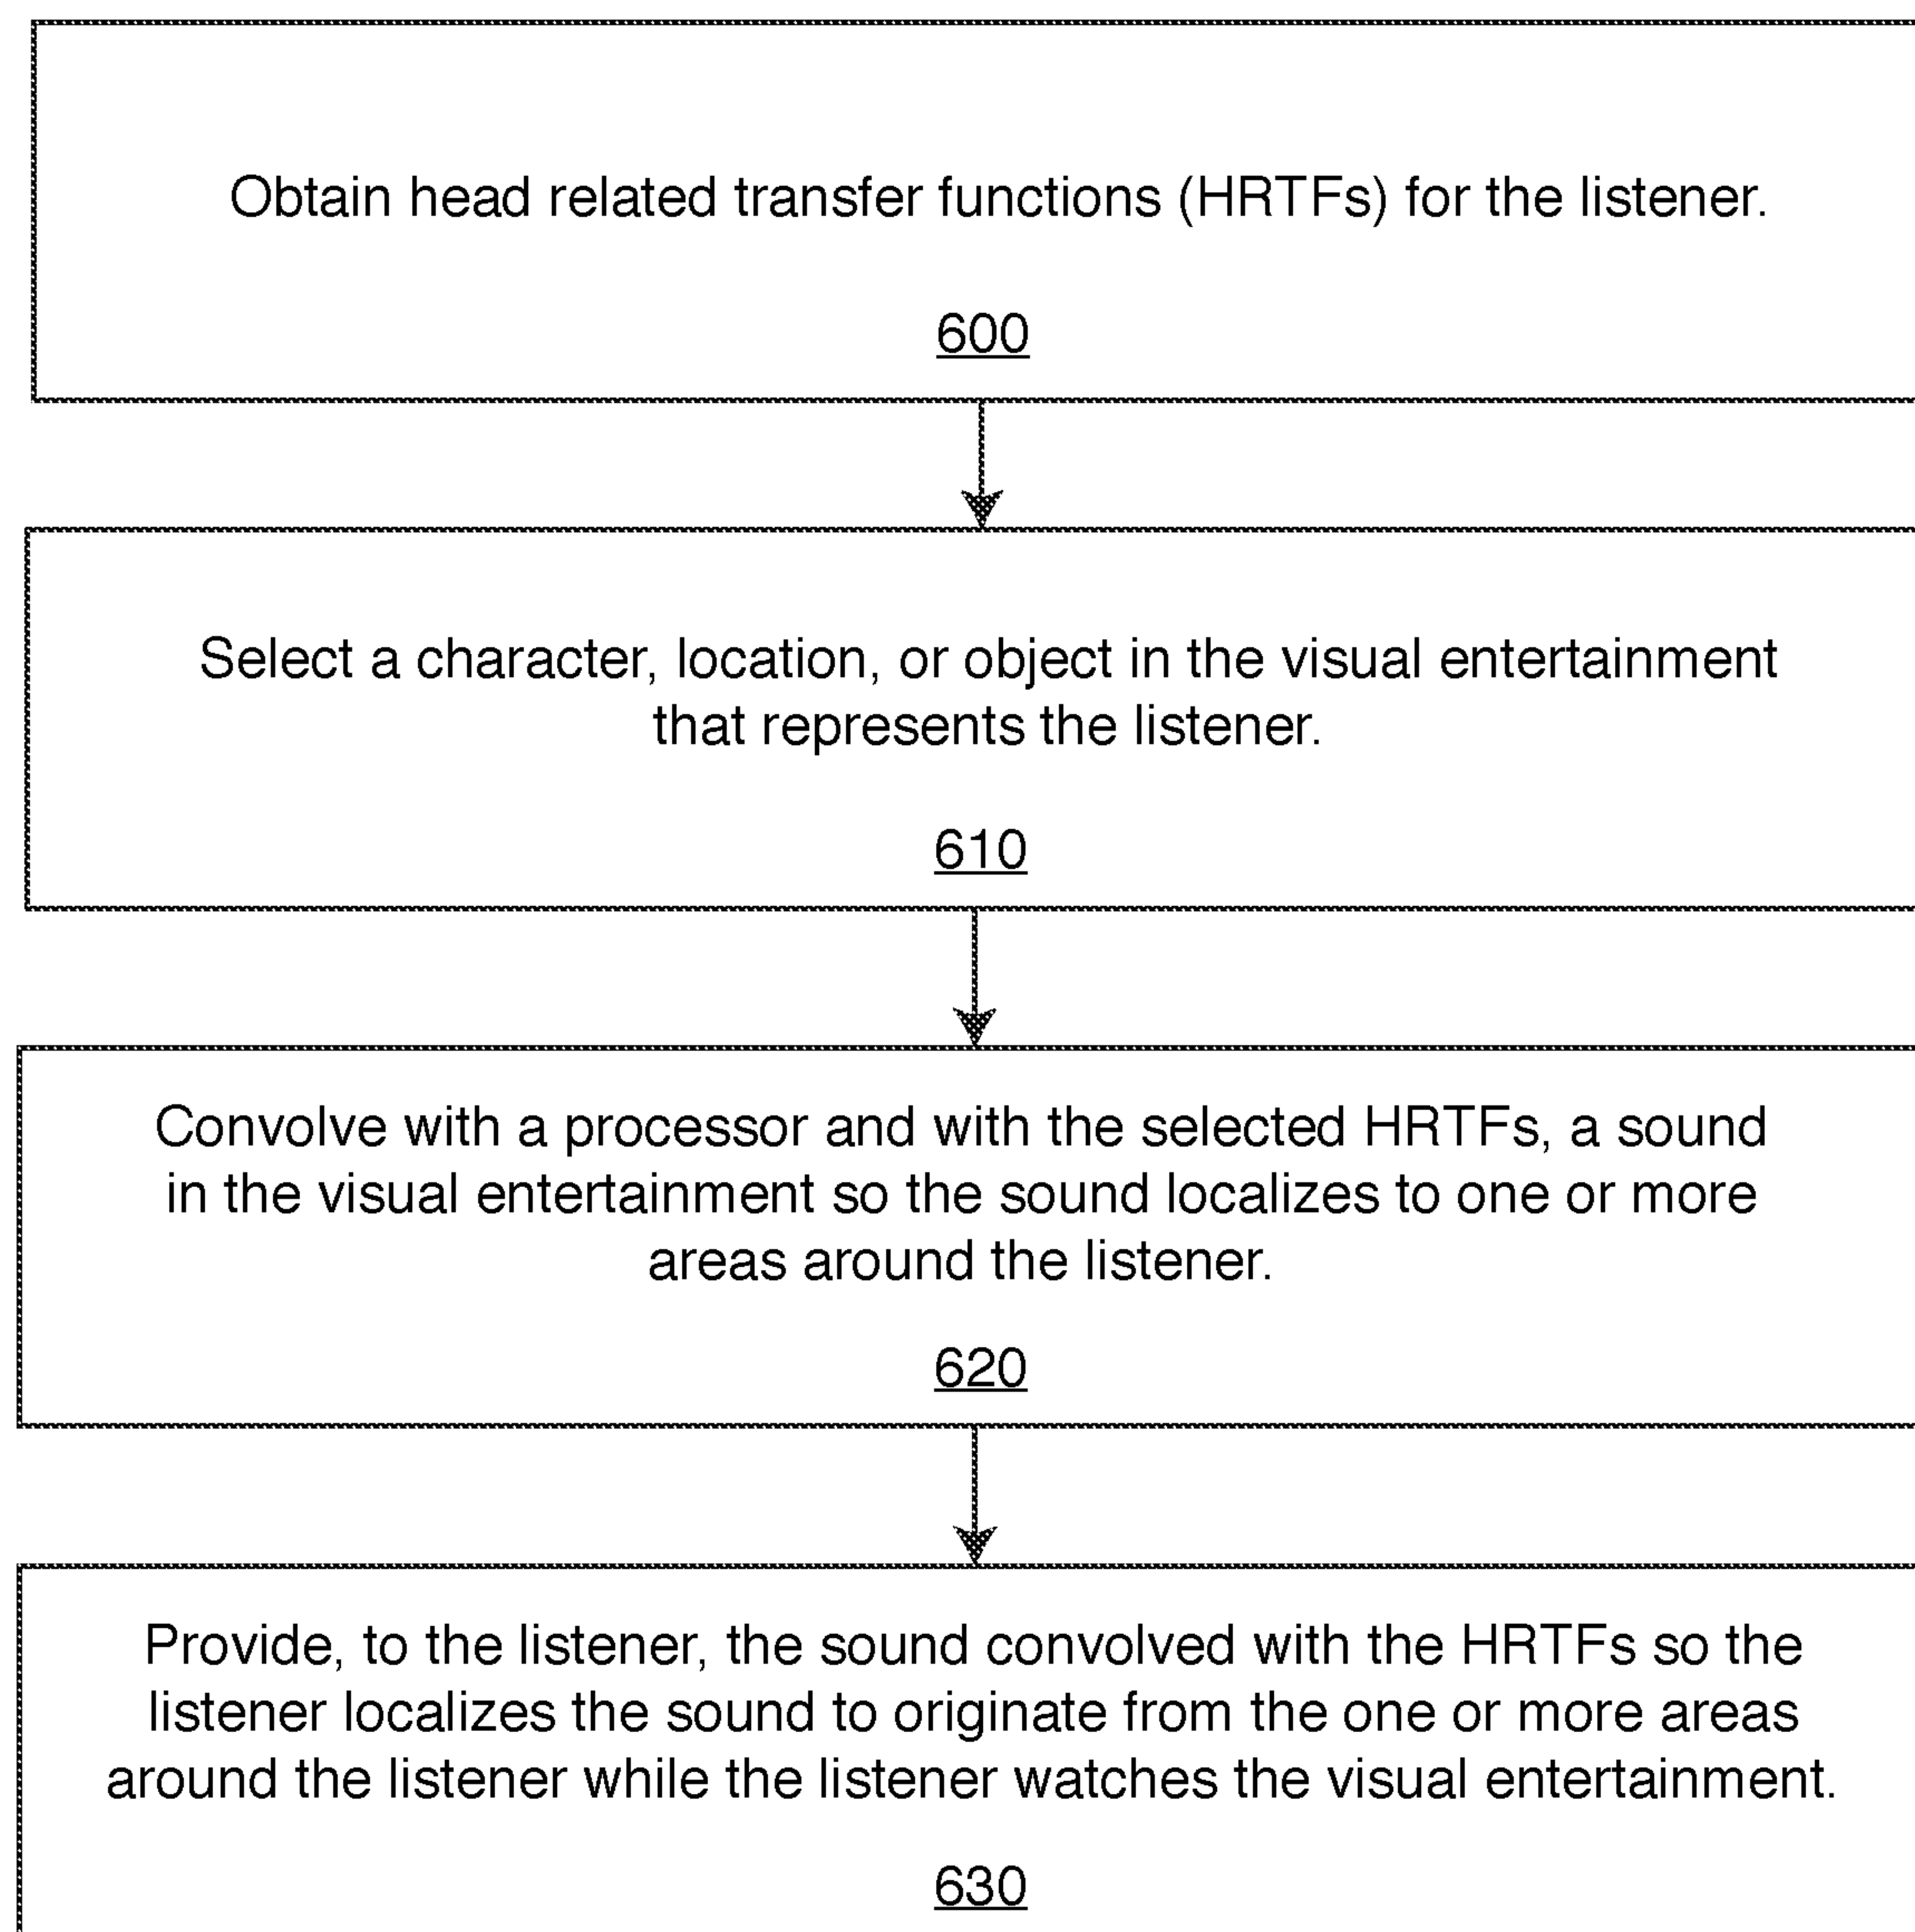 Obtain head related transfer functions (HRTFs) for the listener.
600
Select a character, location, or object in the visual entertainment
that represents the listener.
610
Convolve with a processor and with the selected HRTFs, a sound
in the visual entertainment so the sound localizes to one or more
areas around the listener.
620
Provide, to the listener, the sound convolved with the HRTFs so the
listener localizes the sound to originate from the one or more areas
around the listener while the listener watches the visual entertainment.
630